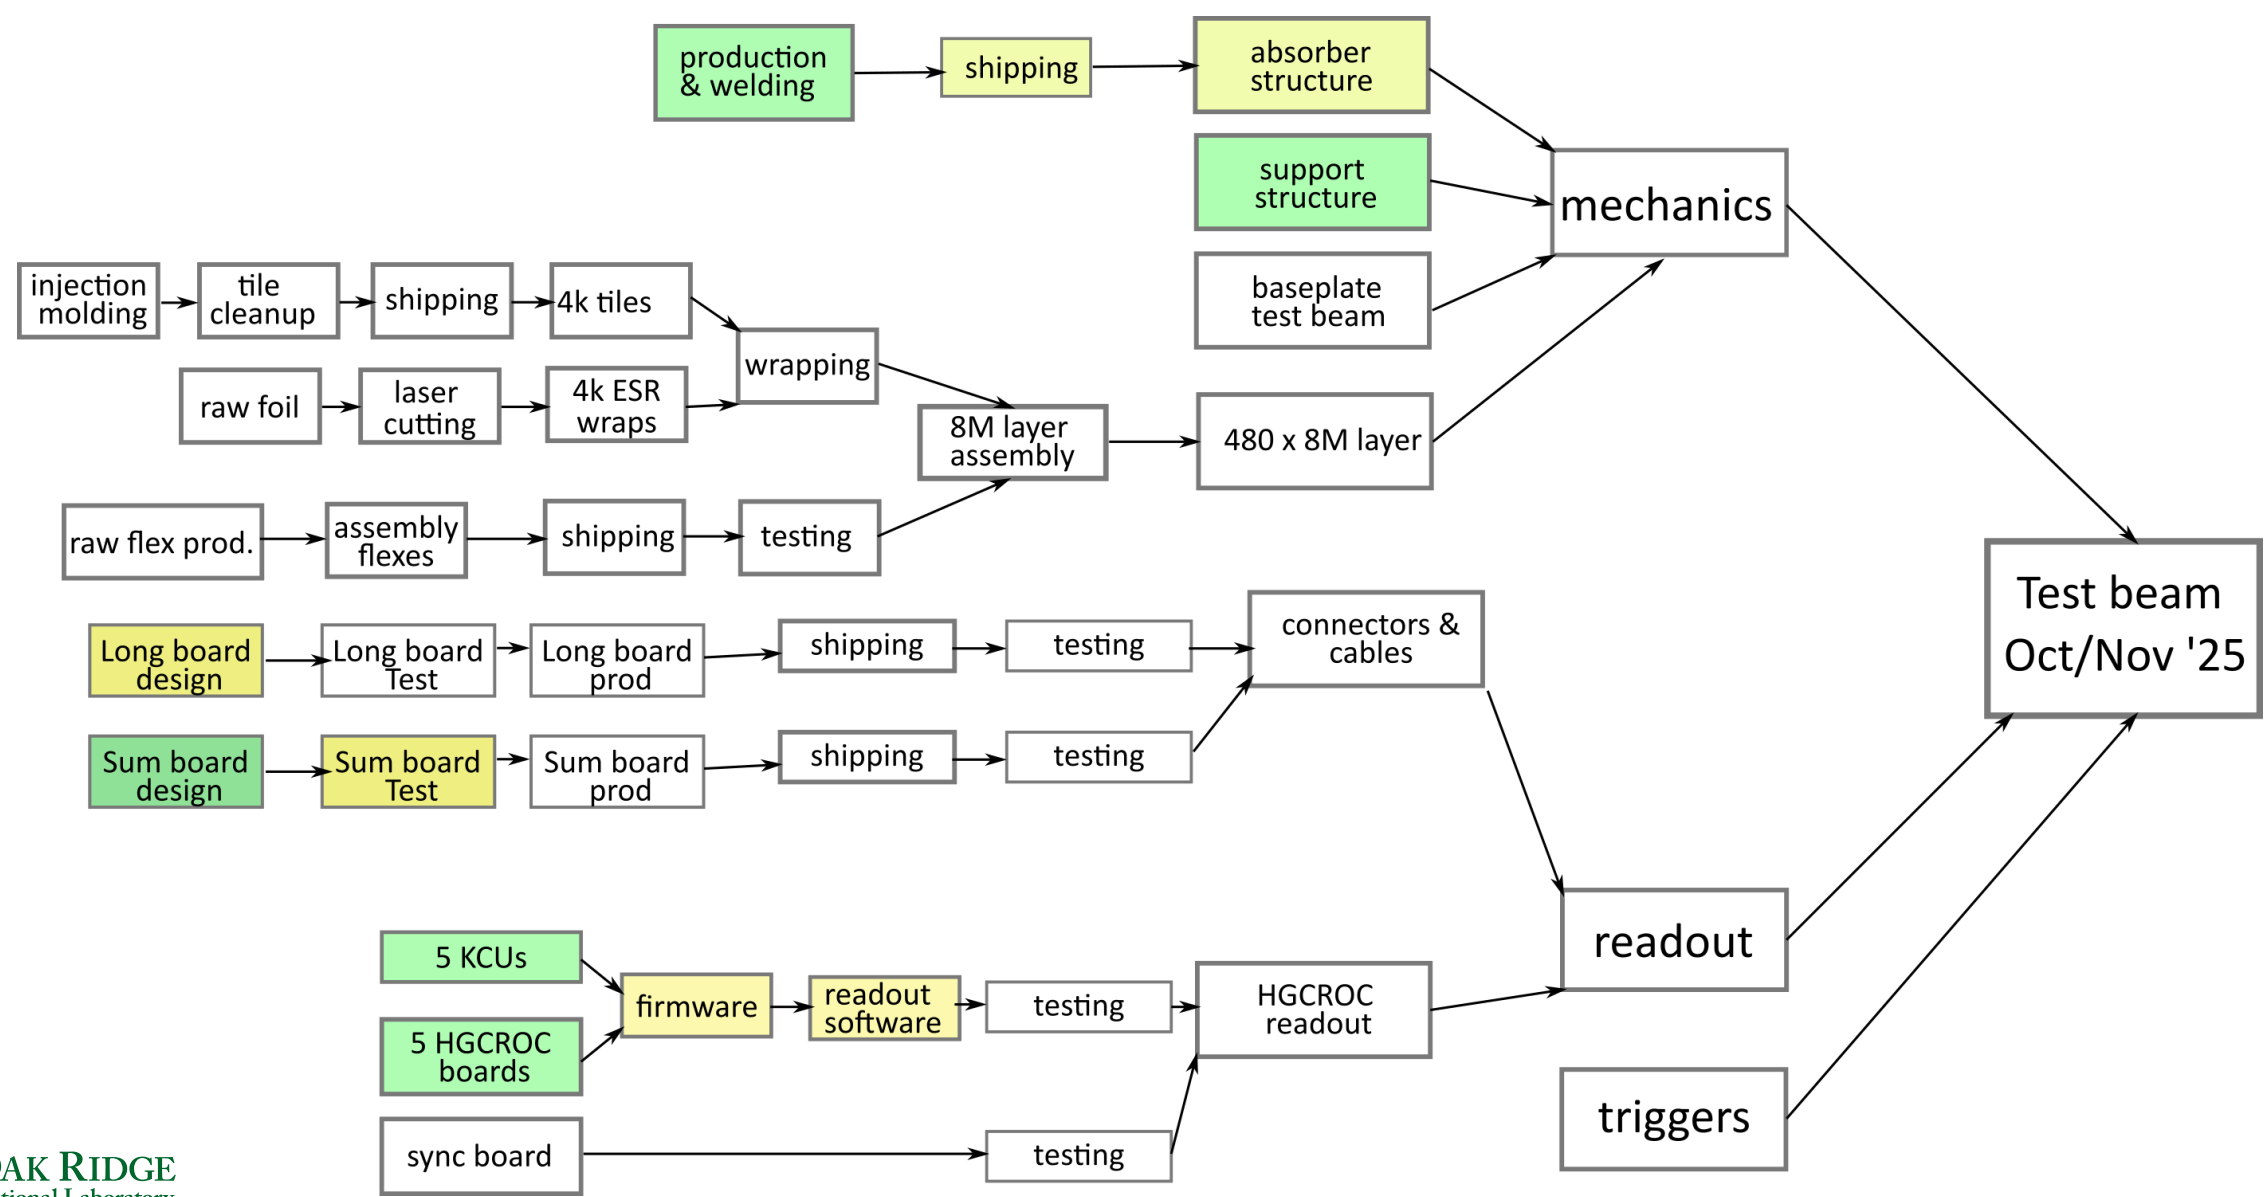 production
& welding
shipping
absorber
structure
support
structure
mechanics
baseplate
test beam
injection
molding
tile
cleanup
shipping
4k tiles
wrapping
raw foil
laser
cutting
4k ESR
wraps
8M layer
assembly
480 x 8M layer
raw flex prod.
assembly
flexes
shipping
testing
Test beam
Oct/Nov '25
Long board
design
Long board
Test
Long board
prod
shipping
testing
connectors &
cables
Sum board
design
Sum board
Test
Sum board
prod
shipping
testing
readout
5 KCUs
firmware
readout
software
testing
HGCROC
readout
5 HGCROC
boards
triggers
sync board
testing
RIDGE